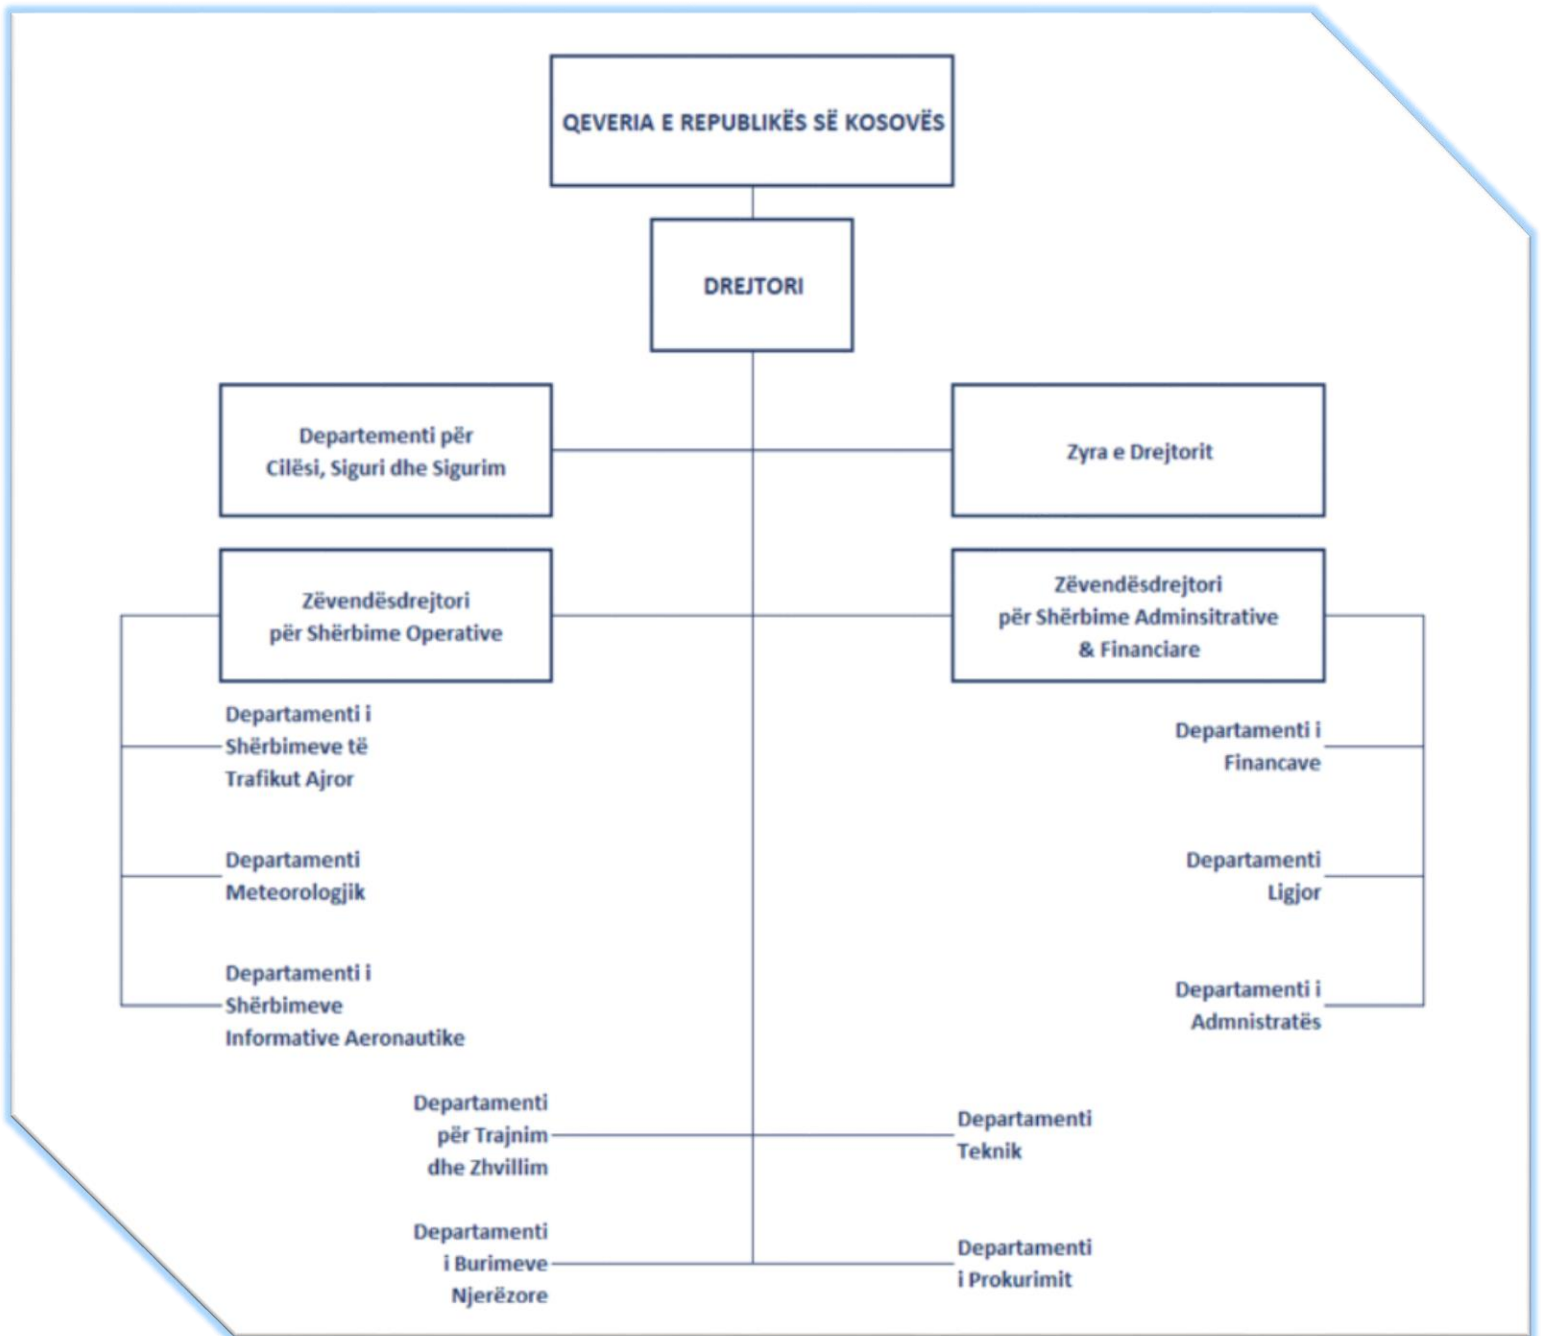 QEVERIA E REPUBLIKËS SË KOSOVËS
DREJTORI
Departementi për
Cilësi, Siguri dhe Sigurim
Zyra e Drejtorit
Zëvendësdrejtori
për Shërbime Operative
Zëvendësdrejtori
për Shërbime Adminsitrative
& Financiare
Departamenti i
Shërbimeve të
Trafikut Ajror
Departamenti i
Financave
Departamenti
Meteorologjik
Departamenti
Ligjor
Departamenti i
Shërbimeve
Informative Aeronautike
Departamenti i
Admnistratës
Departamenti
për Trajnim
dhe Zhvillim
Departamenti
Teknik
Departamenti
i Burimeve
Njerëzore
Departamenti
i Prokurimit